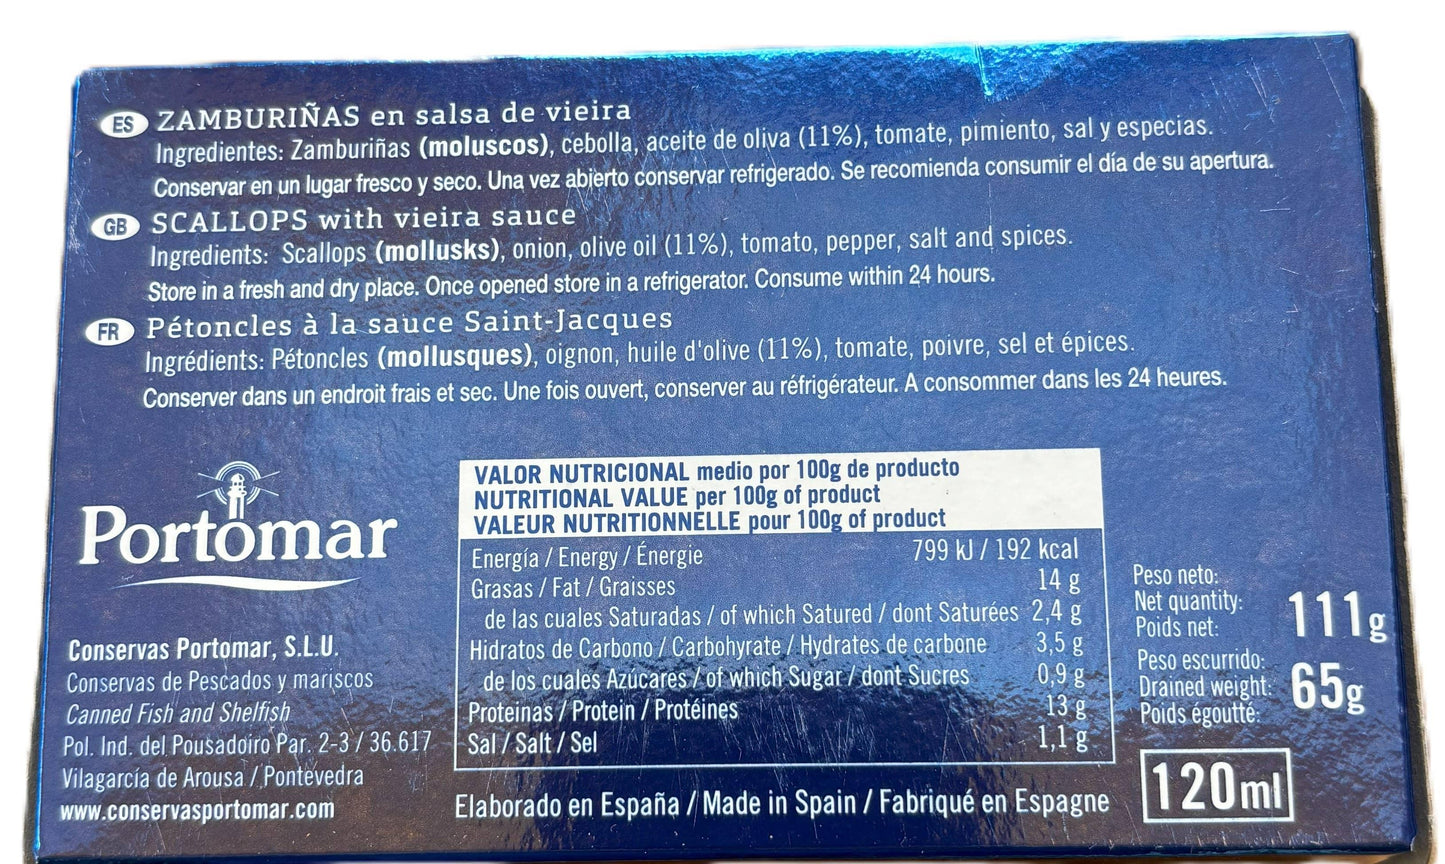 ES ZAMBURIÑAS en salsa de vieira
Ingredientes: Zamburiñas (moluscos), cebolla, aceite de oliva (11%), tomate, pimiento, sal y especias.
Conservar en un lugar fresco y seco. Una vez abierto conservar refrigerado. Se recomienda consumir el día de su apertura.
GB SCALLOPS with vieira sauce
Ingredients: Scallops (mollusks), onion, olive oil (11%), tomato, pepper, salt and spices.
Store in a fresh and dry place. Once opened store in a refrigerator. Consume within 24 hours.
FR Pétoncles à la sauce Saint-Jacques
Ingrédients: Pétoncles (mollusques), oignon, huile d'olive (11%), tomate, poivre, sel et épices.
Conserver dans un endroit frais et sec. Une fois ouvert, conserver au réfrigérateur. A consommer dans les 24 heures.
Portomar
Conservas Portomar, S.L.U.
Conservas de Pescados y mariscos
Canned Fish and Shelfish
Pol. Ind. del Pousadoiro Par. 2-3 / 36.617
Vilagarcía de Arousa / Pontevedra
www.conservasportomar.com
VALOR NUTRICIONAL medio por 100g de producto
NUTRITIONAL VALUE per 100g of product
VALEUR NUTRITIONNELLE pour 100g of product
Energía / Energy / Énergie 799 kJ / 192 kcal
Grasas / Fat / Graisses 14 g
de las cuales Saturadas / of which Satured / dont Saturées 2,4 g
Hidratos de Carbono / Carbohyrate / Hydrates de carbone 3,5 g
de los cuales Azúcares / of which Sugar / dont Sucres 0,9 g
Proteinas / Protein / Protéines 13 g
Sal / Salt / Sel 1,1 g
Elaborado en España / Made in Spain / Fabriqué en Espagne
Peso neto:
Net quantity: 111g
Poids net:
Peso escurrido:
Drained weight: 65g
Poids égoutté:
120ml